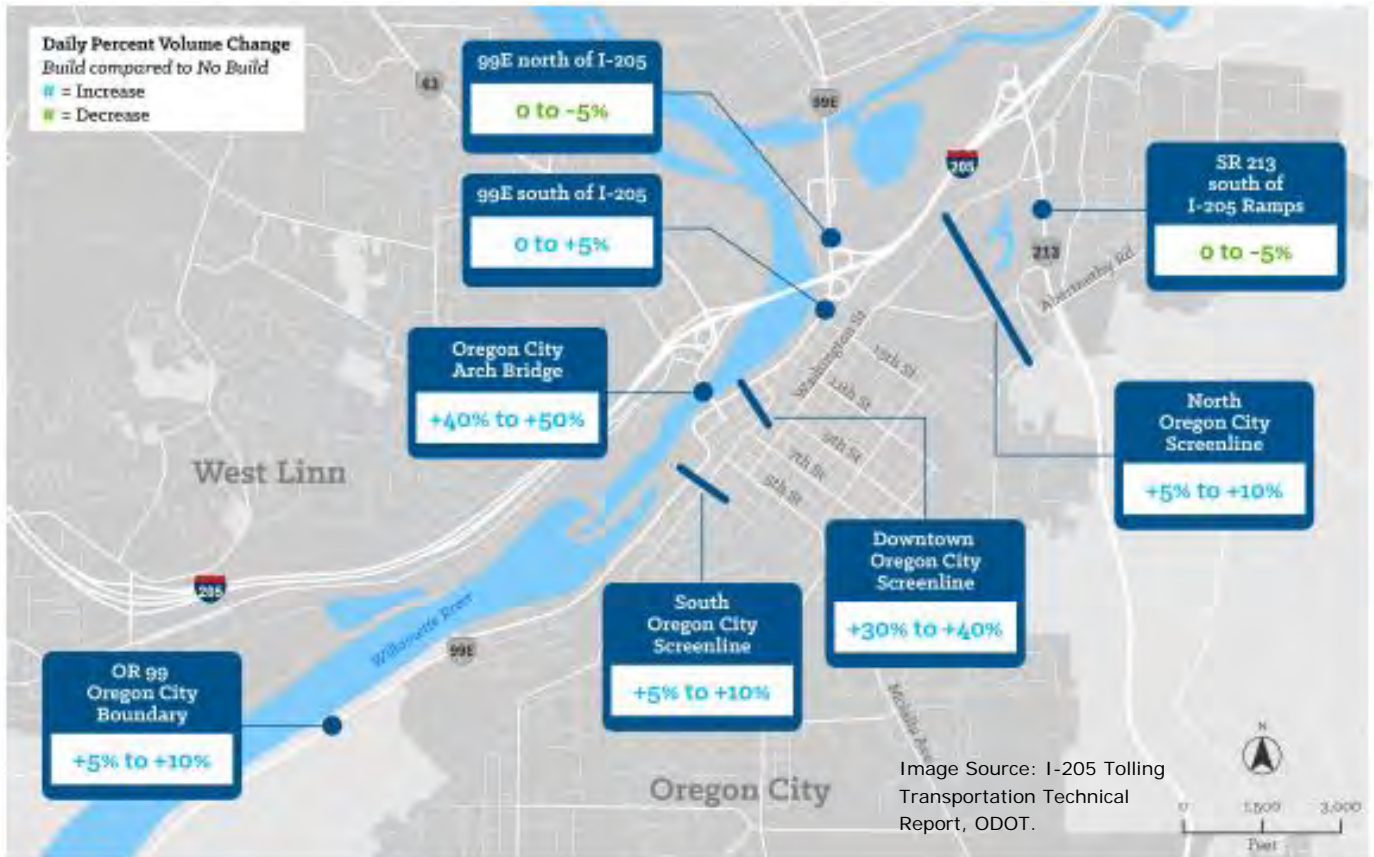 Daily Percent Volume Change
Build compared to No Build
# = Increase
# = Decrease
43
99E north of I-205
0 to -5%
99E
205
99E south of I-205
0 to +5%
SR 213
south of
I-205 Ramps
0 to -5%
213
Abernathy Rd
Oregon City
Arch Bridge
+40% to +50%
Washington St
15th St
9th St
7th St
5th St
North
Oregon City
Screenline
+5% to +10%
West Linn
Downtown
Oregon City
Screenline
+30% to +40%
205
South
Oregon City
Screenline
+5% to +10%
Willamette River
99E
OR 99
Oregon City
Boundary
+5% to +10%
Molalla Ave
Oregon City
Image Source: I-205 Tolling
Transportation Technical
Report, ODOT.
N
0 1,500 3,000
Feet